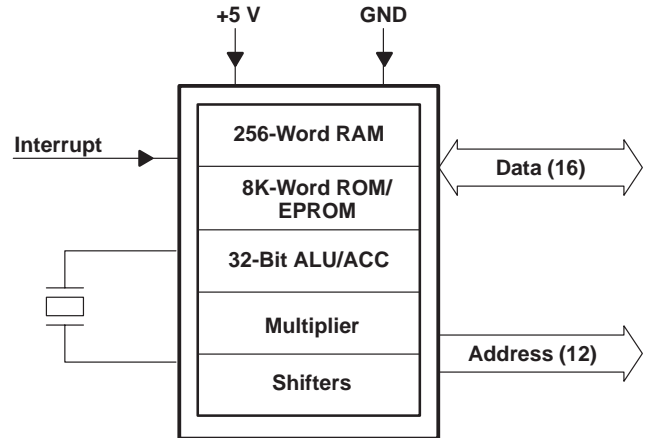 +5 V
GND
Interrupt
256-Word RAM
Data (16)
8K-Word ROM/
EPROM
32-Bit ALU/ACC
Multiplier
Address (12)
Shifters